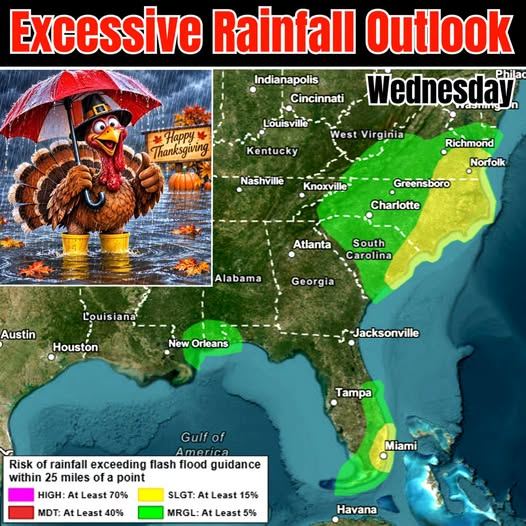 Excessive Rainfall Outlook
Wednesday
Happy
Thanksgiving
Indianapolis
Cincinnati
Louisville
West Virginia
Kentucky
Richmond
Norfolk
Nashville
Knoxville
Greensboro
Charlotte
Atlanta
South
Carolina
Alabama
Georgia
Louisiana
Austin
Houston
New Orleans
Jacksonville
Tampa
Miami
Gulf of
America
Havana
Risk of rainfall exceeding flash flood guidance
within 25 miles of a point
HIGH: At Least 70%
SLGT: At Least 15%
MDT: At Least 40%
MRGL: At Least 5%